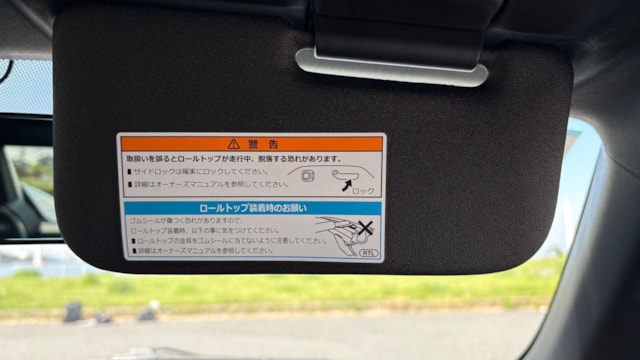 ⚠ 警告
取扱いを誤るとロールトップが走行中、脱落する恐れがあります。
■サイドロックは確実にロックしてください。
■詳細はオーナーズマニュアルを参照してください。
ロック
ロールトップ装着時のお願い
ゴムシールが傷つく恐れがありますので、
ロールトップ装着時、以下の事に気をつけてください。
■ロールトップの金具をゴムシールに当てないように注意してください。
■詳細はオーナーズマニュアルを参照してください。
RTL